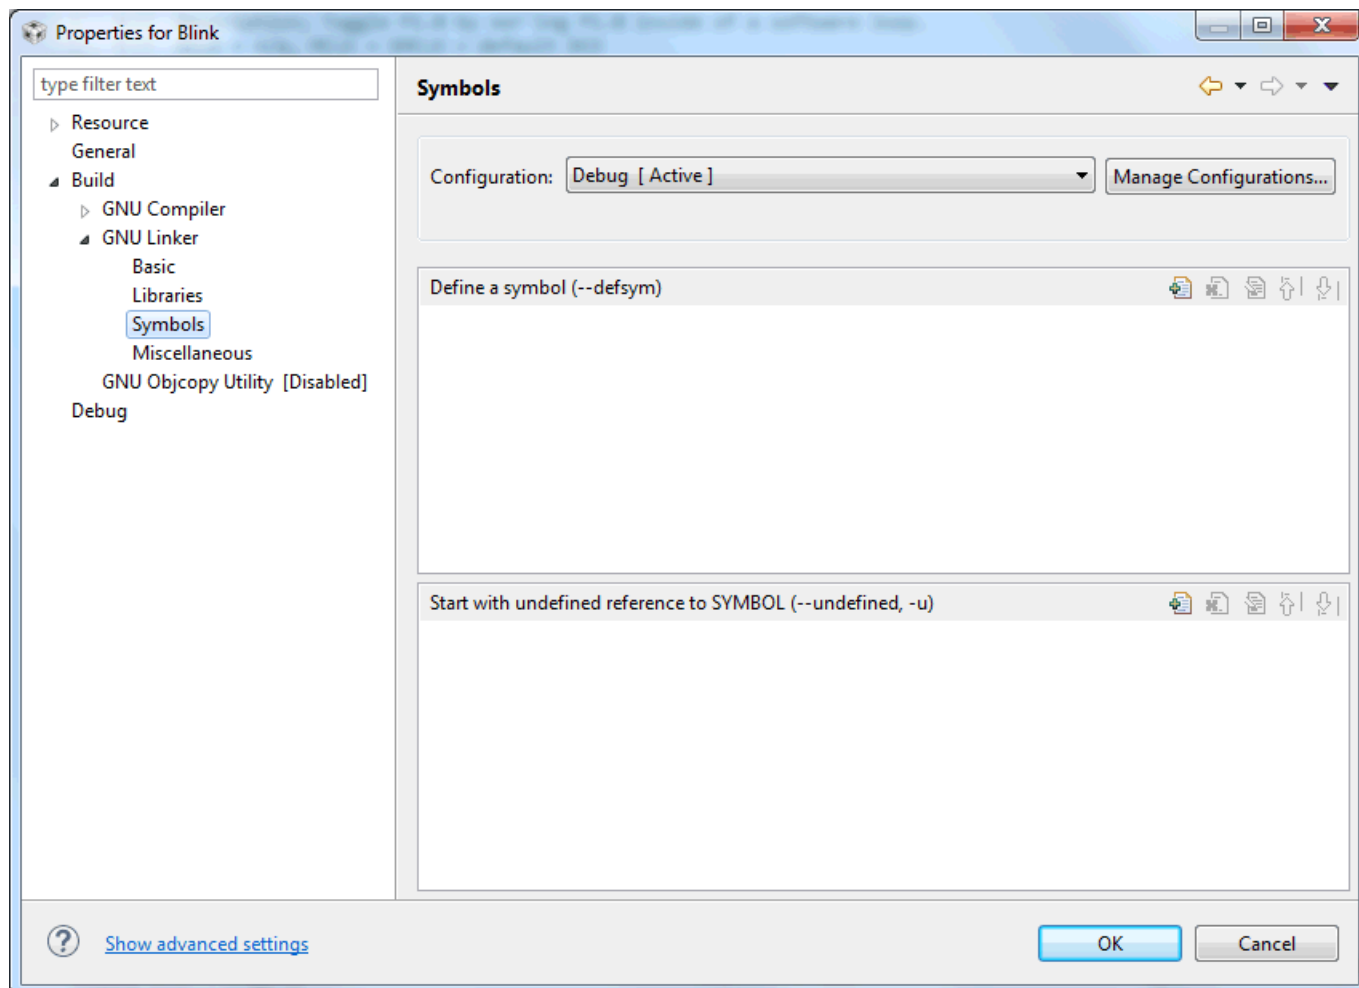 Properties for Blink
type filter text
Resource
General
Build
GNU Compiler
GNU Linker
Basic
Libraries
Symbols
Miscellaneous
GNU Objcopy Utility [Disabled]
Debug
Symbols
Configuration: Debug [ Active ] Manage Configurations...
Define a symbol (--defsym)
Start with undefined reference to SYMBOL (--undefined, -u)
Show advanced settings
OK Cancel